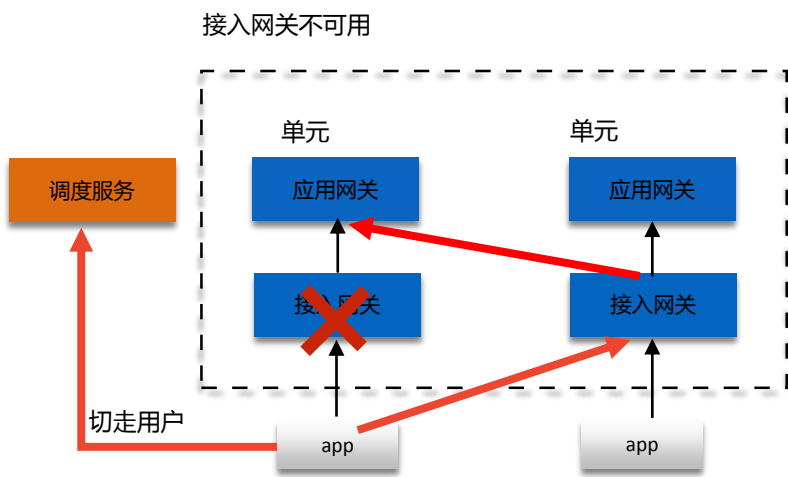 接入网关不可用
单元
单元
调度服务
应用网关
应用网关
接入网关
接入网关
切走用户
app
app